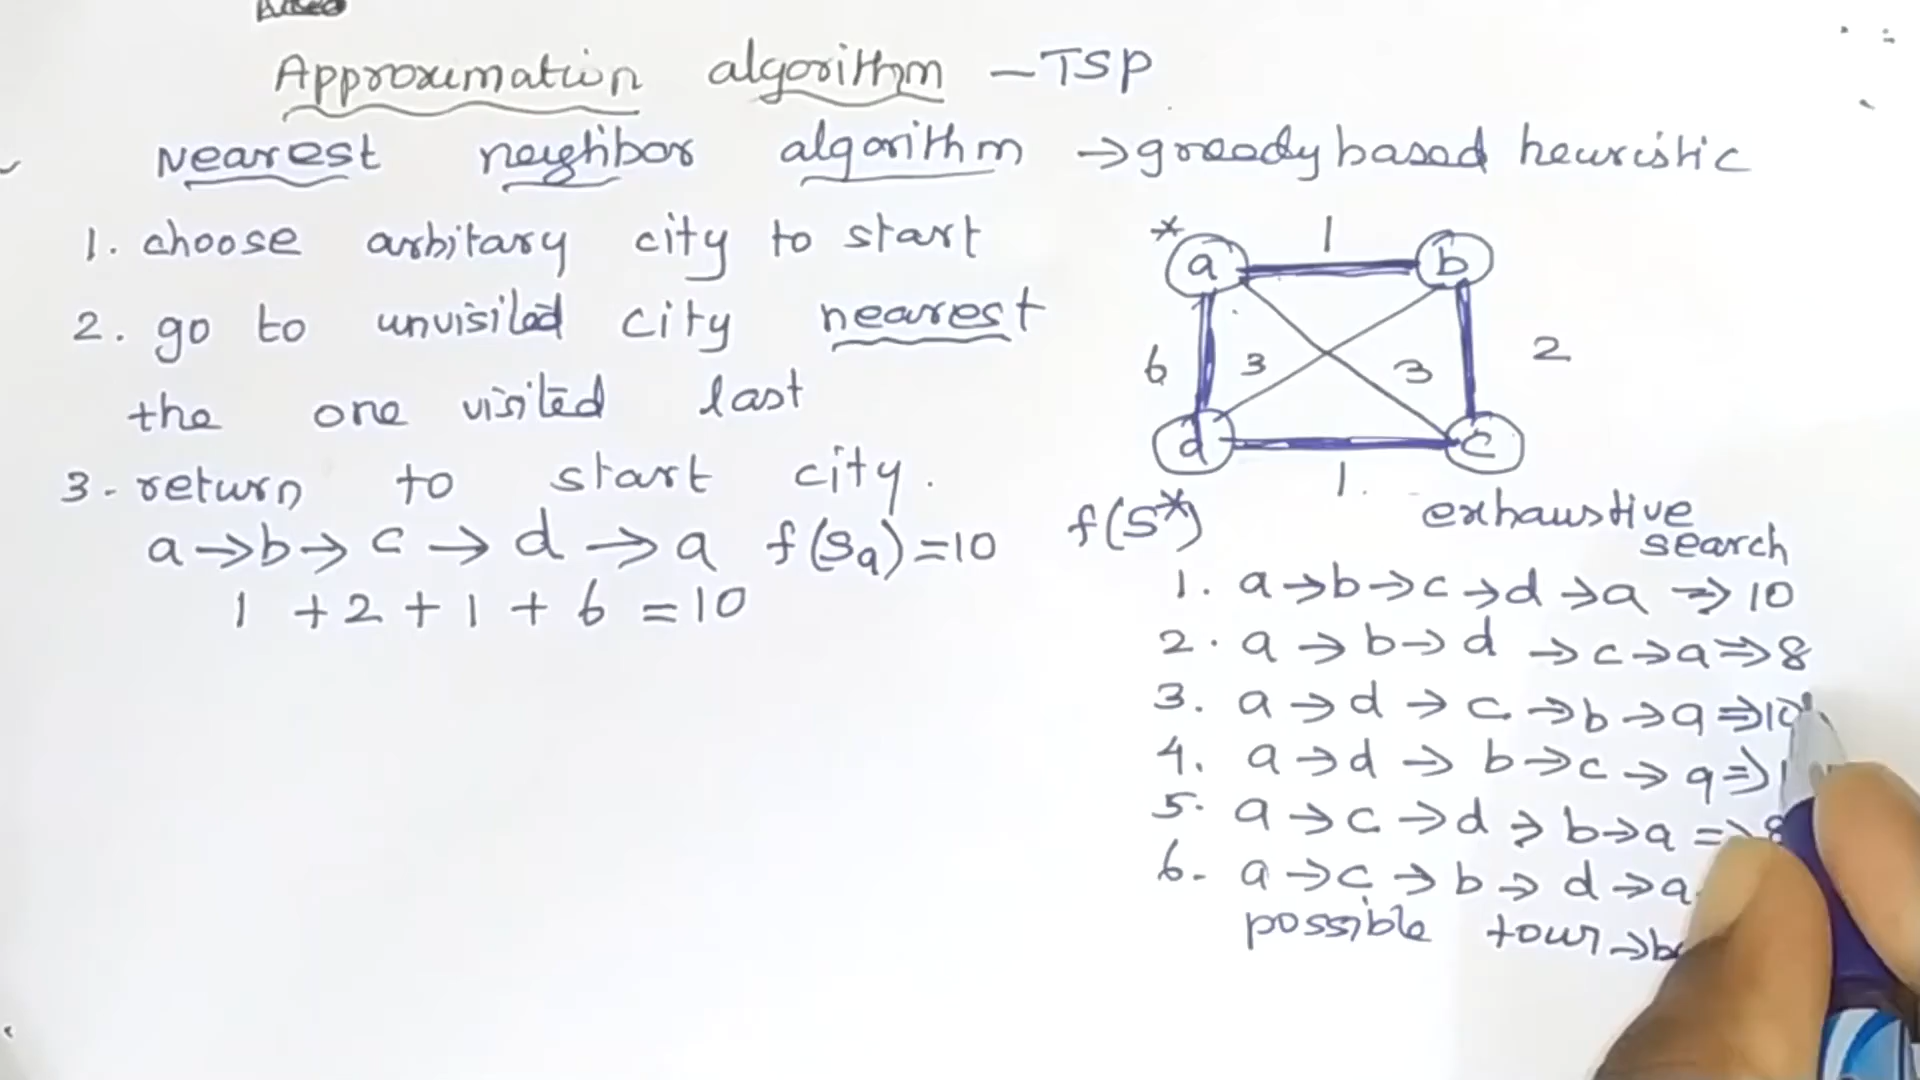 Approximation algorithm - TSP
Nearest neighbor algorithm → greedy based heuristic
1. choose arbitary city to start
2. go to unvisited city nearest
the one visited last
3. return to start city.
a → b → c → d → a f(Sa) = 10
1 + 2 + 1 + 6 = 10
*
a 1 b
6 3 3 2
d 1. c
f(S*) exhaustive
search
1. a → b → c → d → a ⇒ 10
2. a → b → d → c → a ⇒ 8
3. a → d → c → b → a ⇒ 10
4. a → d → b → c → a ⇒
5. a → c → d → b → a ⇒ 8
6. a → c → b → d → a
possible tour →